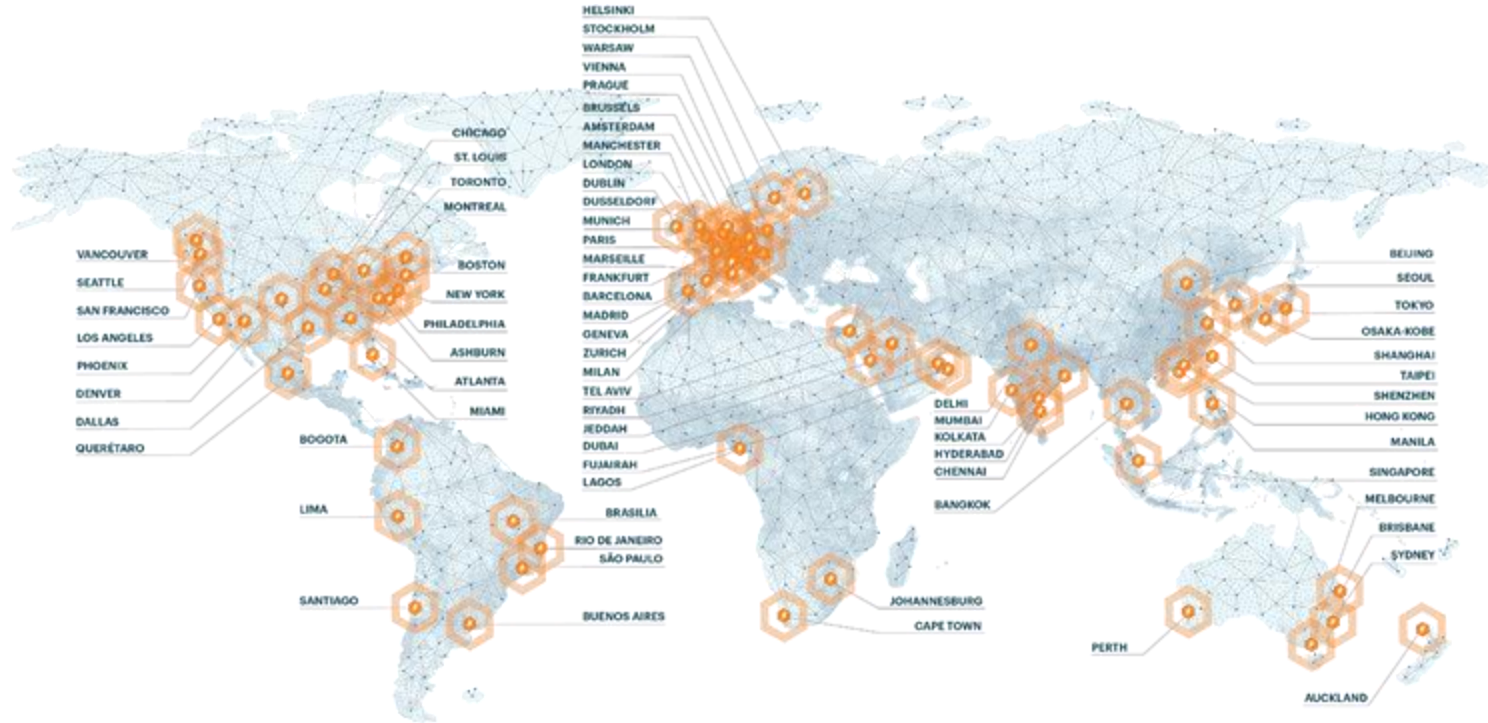 VANCOUVER
SEATTLE
SAN FRANCISCO
LOS ANGELES
PHOENIX
DENVER
DALLAS
QUERÉTARO
CHICAGO
ST. LOUIS
TORONTO
MONTREAL
BOSTON
NEW YORK
PHILADELPHIA
ASHBURN
ATLANTA
MIAMI
BOGOTA
LIMA
SANTIAGO
BRASILIA
RIO DE JANEIRO
SÃO PAULO
BUENOS AIRES
HELSINKI
STOCKHOLM
WARSAW
VIENNA
PRAGUE
BRUSSELS
AMSTERDAM
MANCHESTER
LONDON
DUBLIN
DUSSELDORF
MUNICH
PARIS
MARSEILLE
FRANKFURT
BARCELONA
MADRID
GENEVA
ZURICH
MILAN
TEL AVIV
RIYADH
JEDDAH
DUBAI
FUJAIRAH
LAGOS
JOHANNESBURG
CAPE TOWN
DELHI
MUMBAI
KOLKATA
HYDERABAD
CHENNAI
BANGKOK
BEIJING
SEOUL
TOKYO
OSAKA-KOBE
SHANGHAI
TAIPEI
SHENZHEN
HONG KONG
MANILA
SINGAPORE
MELBOURNE
BRISBANE
SYDNEY
PERTH
AUCKLAND